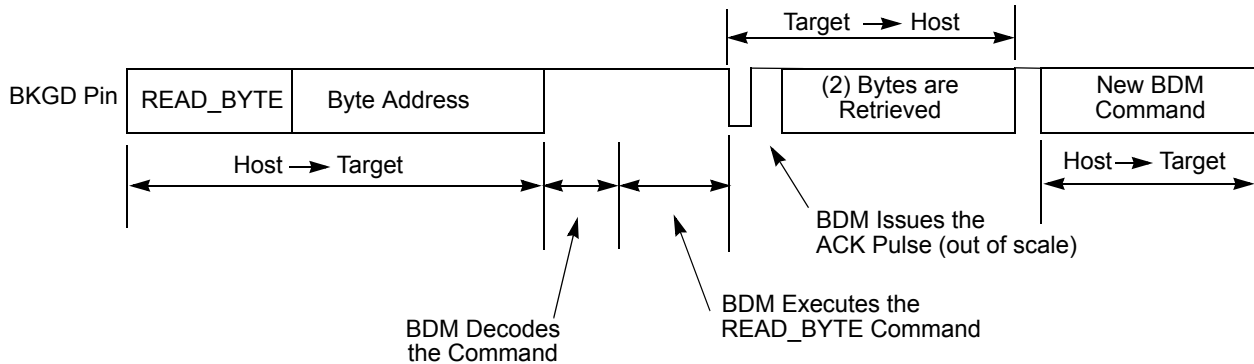 Target → Host
BKGD Pin
READ_BYTE
Byte Address
(2) Bytes are
Retrieved
New BDM
Command
Host → Target
Host → Target
BDM Issues the
ACK Pulse (out of scale)
BDM Decodes
the Command
BDM Executes the
READ_BYTE Command